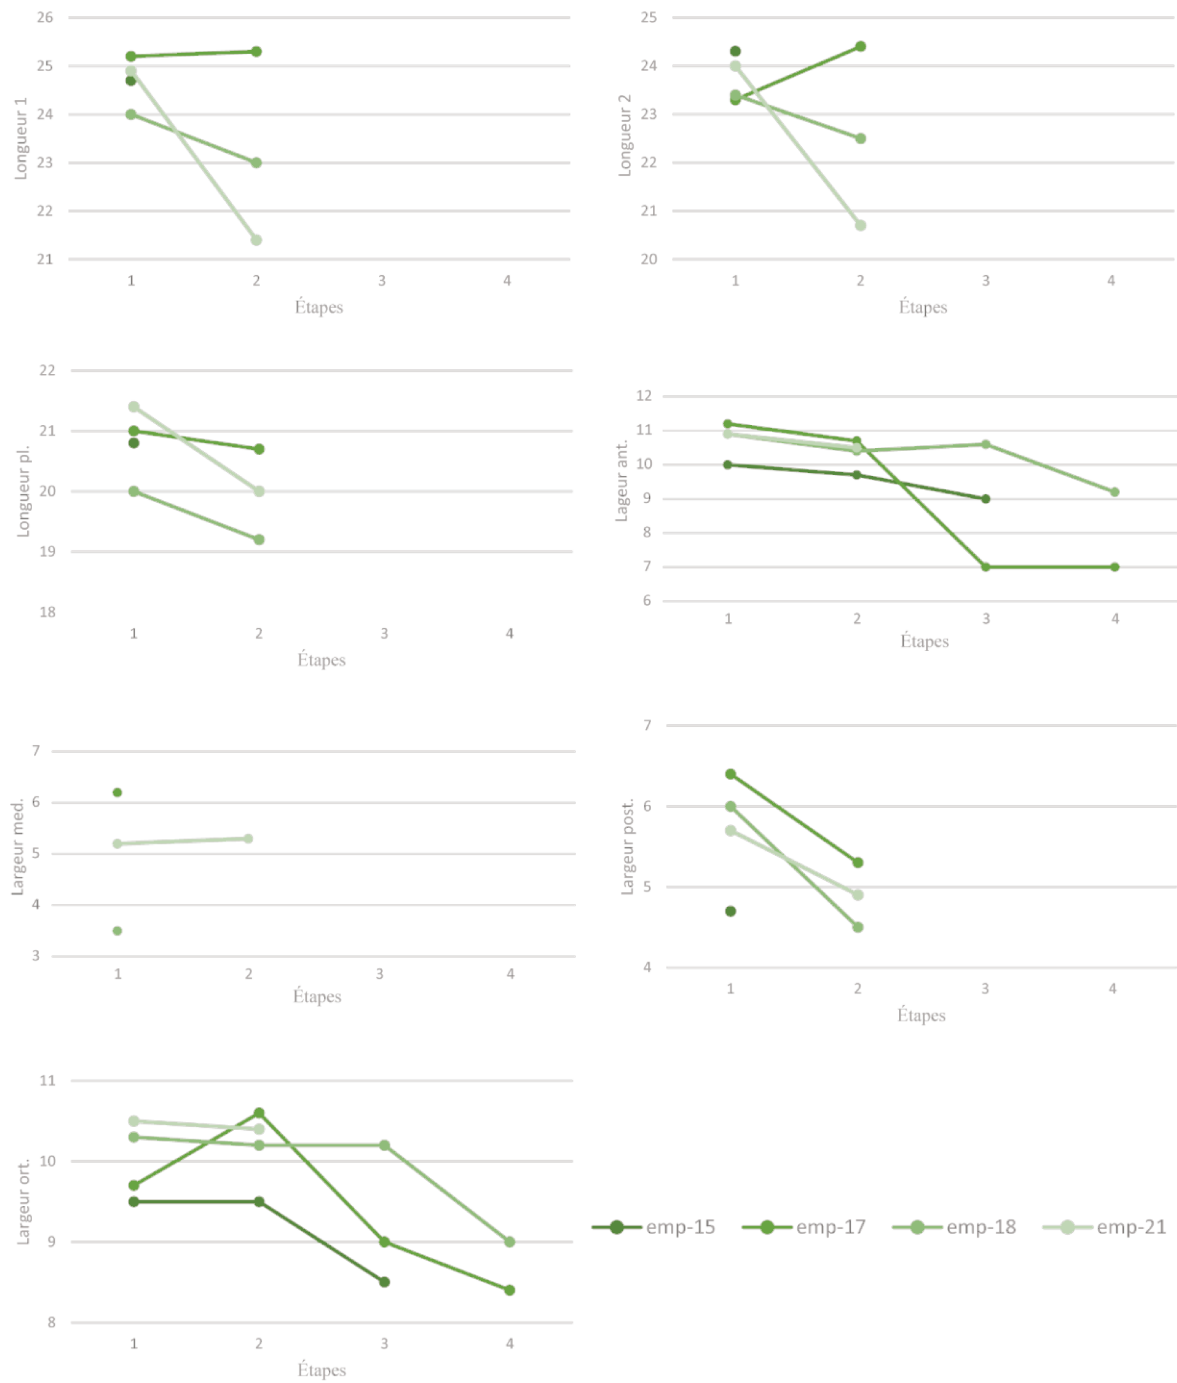 26
25
24
23
22
21
Longueur 1
1 2 3 4
Étapes
25
24
23
22
21
20
Longueur 2
1 2 3 4
Étapes
22
21
20
19
18
Longueur pl.
1 2 3 4
Étapes
12
11
10
9
8
7
6
Lageur ant.
1 2 3 4
Étapes
7
6
5
4
3
Largeur med.
1 2 3 4
Étapes
7
6
5
4
Largeur post.
1 2 3 4
Étapes
11
10
9
8
Largeur ort.
1 2 3 4
Étapes
emp-15 emp-17 emp-18 emp-21